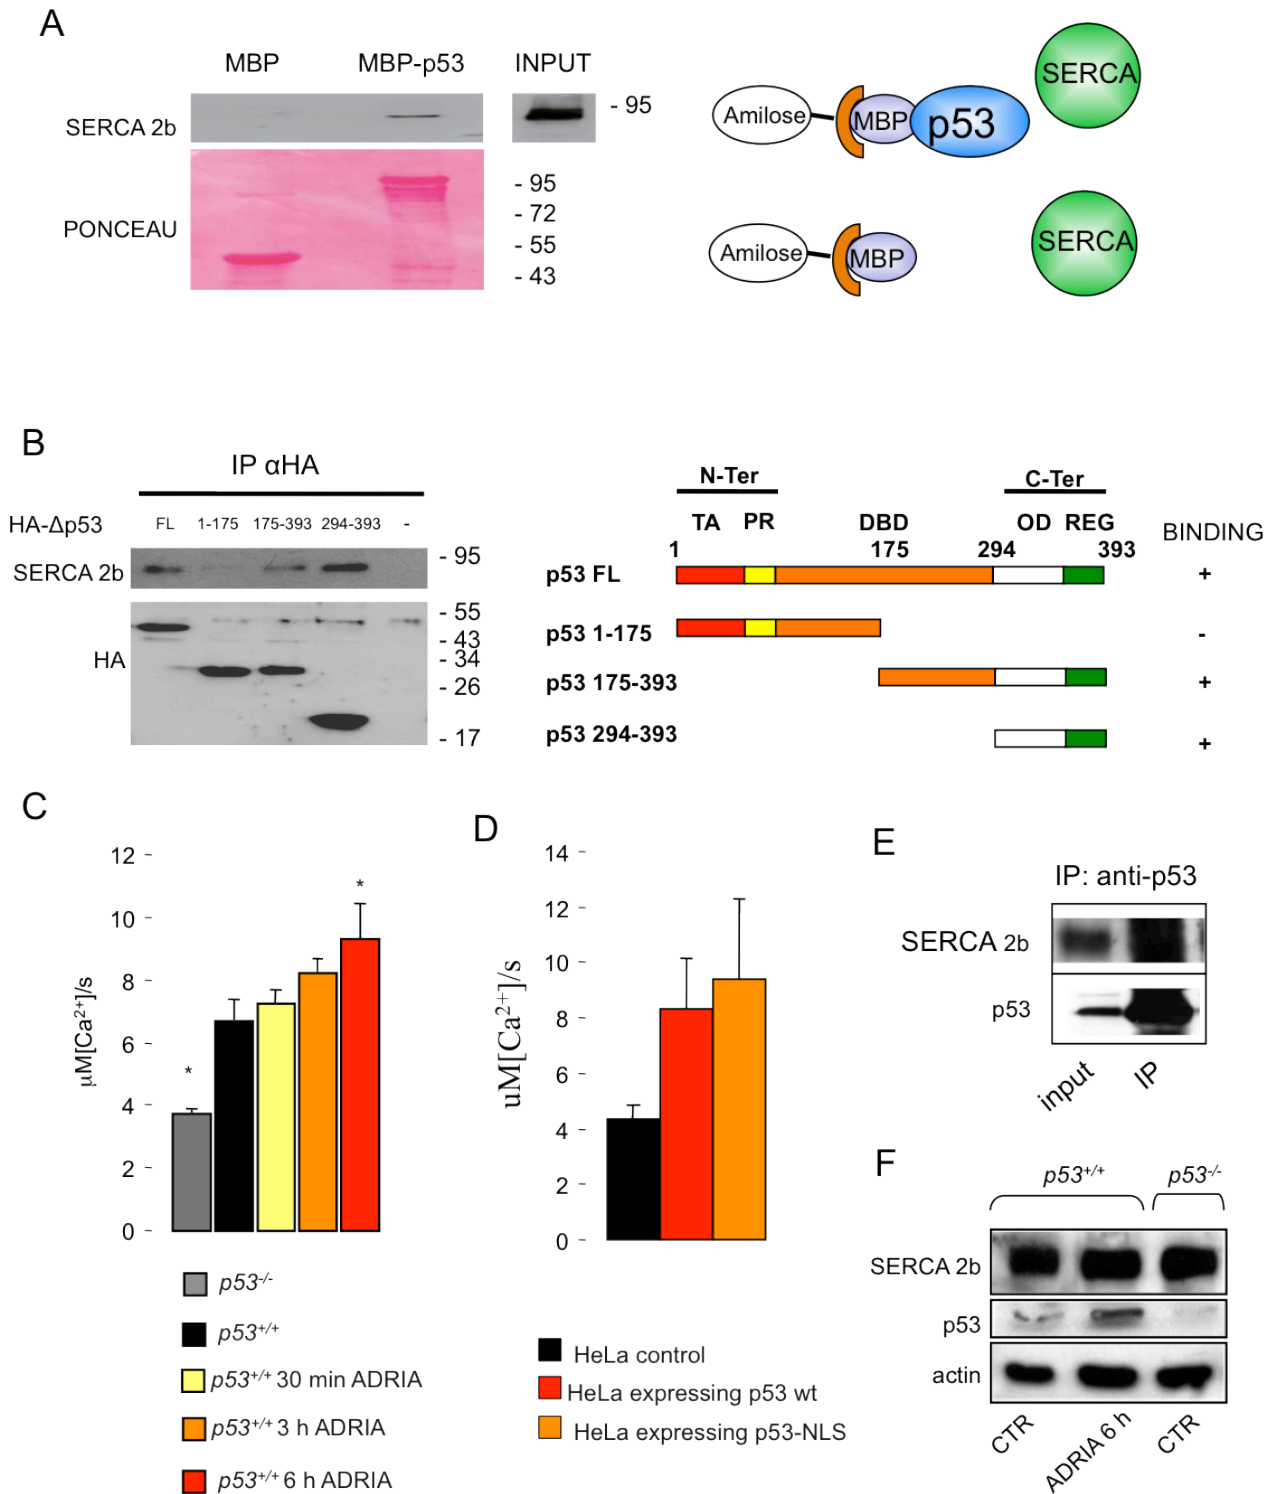 A
MBP MBP-p53 INPUT
SERCA 2b
- 95
PONCEAU
- 95
- 72
- 55
- 43
Amilose MBP p53 SERCA
Amilose MBP SERCA
B
IP αHA
HA-Δp53 FL 1-175 175-393 294-393 -
SERCA 2b
- 95
HA
- 55
- 43
- 34
- 26
- 17
N-Ter C-Ter
TA PR DBD OD REG BINDING
1 175 294 393
p53 FL +
p53 1-175 -
p53 175-393 +
p53 294-393 +
C
12
10
8
6
4
2
0
µM[Ca2+]/s
*
*
p53-/-
p53+/+
p53+/+ 30 min ADRIA
p53+/+ 3 h ADRIA
p53+/+ 6 h ADRIA
D
14
12
10
8
6
4
2
0
uM[Ca2+]/s
HeLa control
HeLa expressing p53 wt
HeLa expressing p53-NLS
E
IP: anti-p53
SERCA 2b
p53
input IP
F
p53+/+ p53-/-
SERCA 2b
p53
actin
CTR ADRIA 6 h CTR